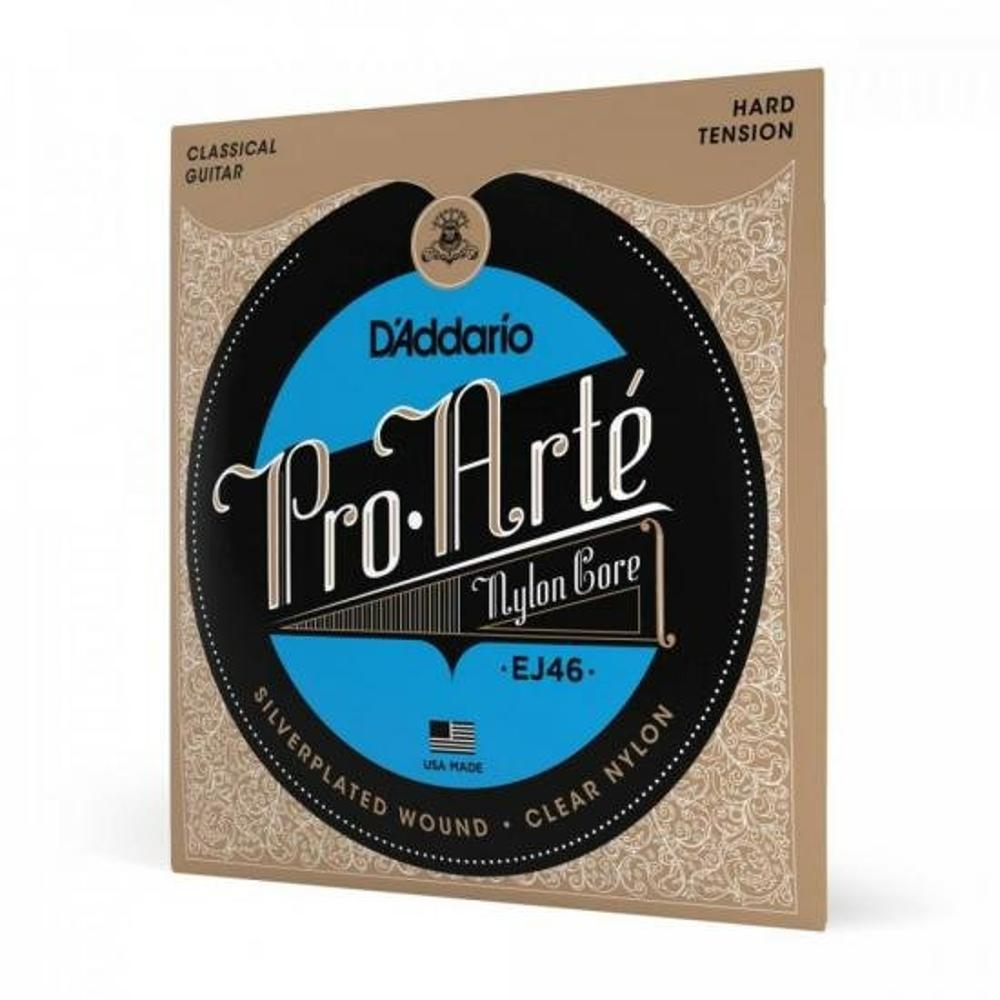 CLASSICAL
GUITAR
HARD
TENSION
D'Addario
Pro·Arté
Nylon Core
·EJ46·
USA MADE
SILVERPLATED WOUND · CLEAR NYLON